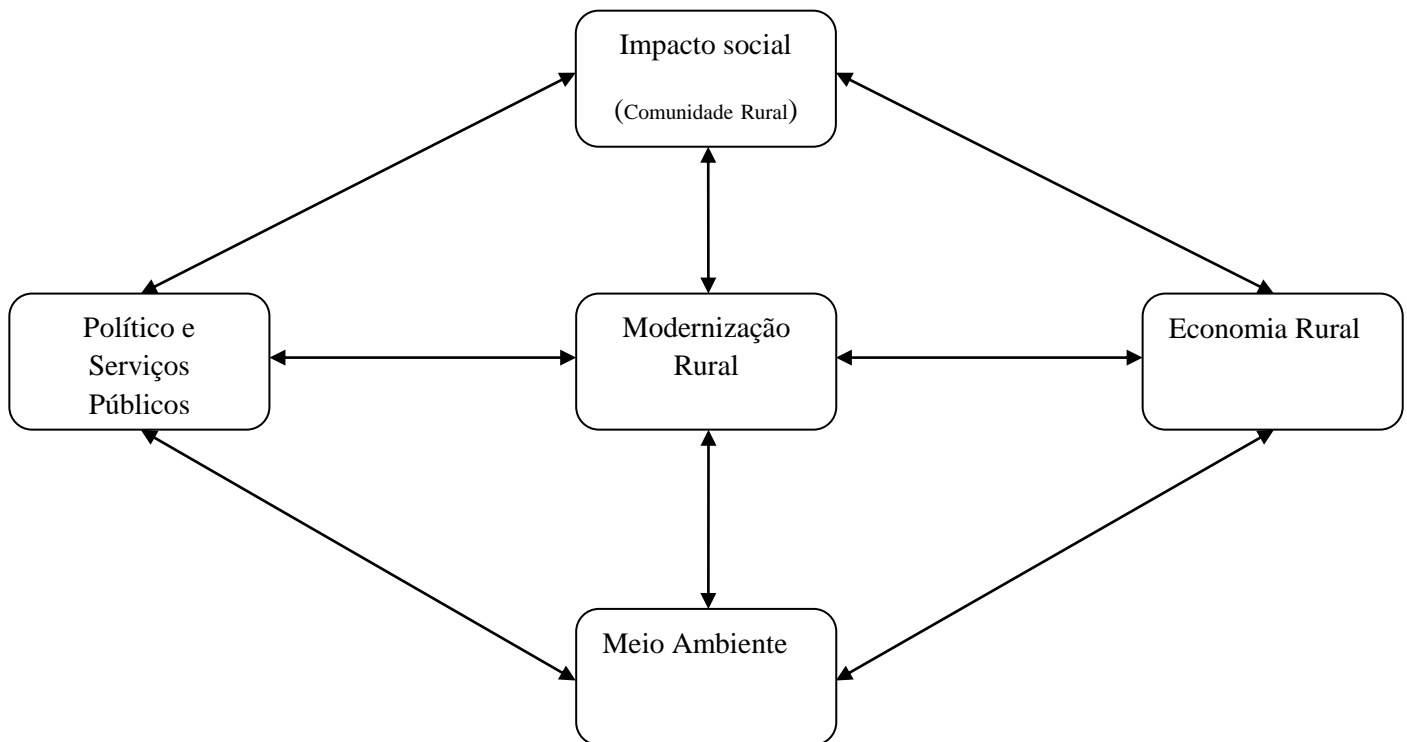 Impacto social
(Comunidade Rural)
Político e
Serviços
Públicos
Modernização
Rural
Economia Rural
Meio Ambiente